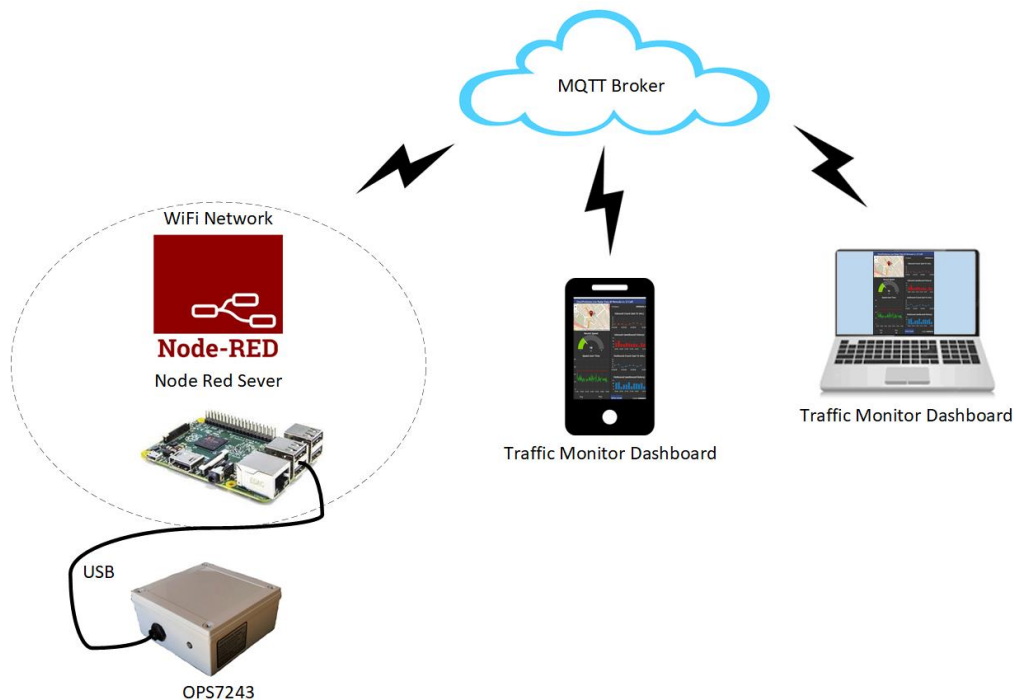 MQTT Broker
WiFi Network
Node-RED
Node Red Sever
Traffic Monitor Dashboard
Traffic Monitor Dashboard
USB
OPS7243